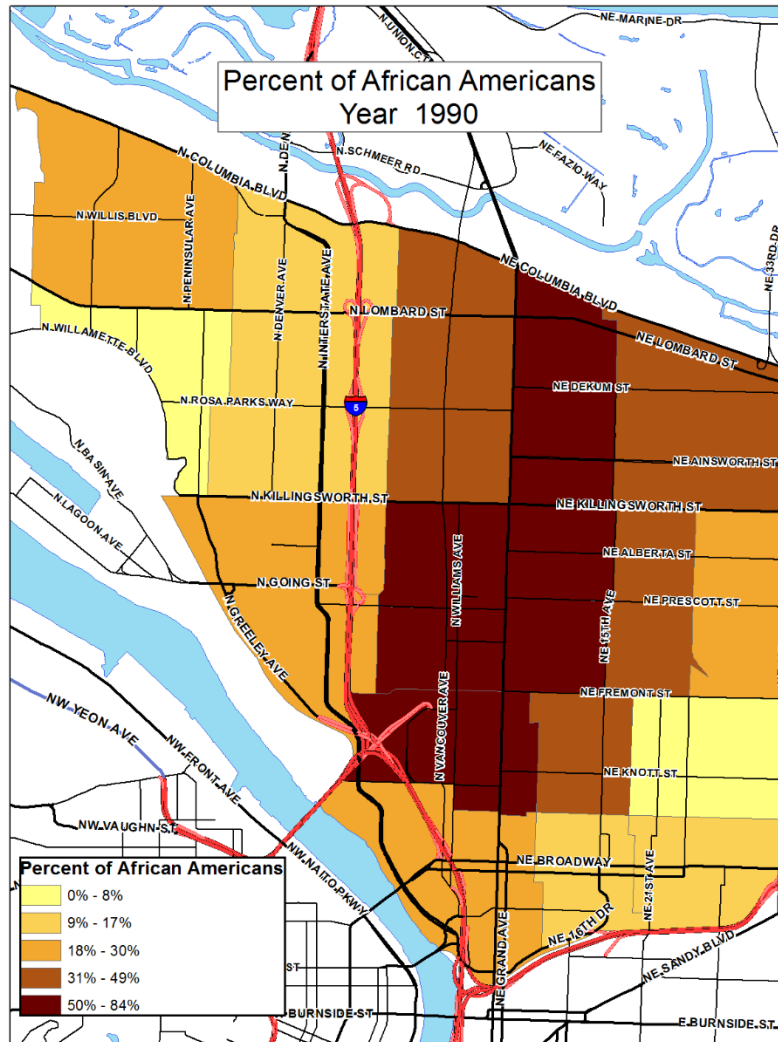 NE MARINE DR
N UNION CT
Percent of African Americans
Year 1990
N SCHMEER RD
NE FAZIO WAY
N COLUMBIA BLVD
N DEN
NE 33RD DR
N WILLIS BLVD
N PENINSULAR AVE
NE COLUMBIA BLVD
N DENVER AVE
N INTERSTATE AVE
N LOMBARD ST
NE LOMBARD ST
N WILLAMETTE BLVD
NE DEKUM ST
N ROSA PARKS WAY
5
N BASIN AVE
NE AINSWORTH ST
N LAGOON AVE
N KILLINGSWORTH ST
NE KILLINGSWORTH ST
N WILLIAMS AVE
NE ALBERTA ST
N GOING ST
NE PRESCOTT ST
N GREELEY AVE
NE 15TH AVE
NE FREMONT ST
NW YEON AVE
N VANCOUVER AVE
NW FRONT AVE
NE KNOTT ST
NW VAUGHN ST
NE BROADWAY
NE 21ST AVE
NW NAITO PKWY
NE 16TH DR
NE GRAND AVE
NE SANDY BLVD
Percent of African Americans
0% - 8%
9% - 17%
18% - 30%
31% - 49%
50% - 84%
ST
BURNSIDE ST
E BURNSIDE ST